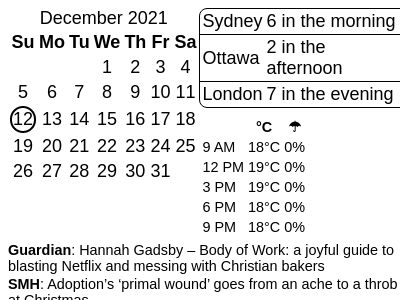 December 2021
Su Mo Tu We Th Fr Sa
1 2 3 4
5 6 7 8 9 10 11
12 13 14 15 16 17 18
19 20 21 22 23 24 25
26 27 28 29 30 31
Sydney 6 in the morning
Ottawa 2 in the
afternoon
London 7 in the evening
°C ☂
9 AM 18°C 0%
12 PM 19°C 0%
3 PM 19°C 0%
6 PM 18°C 0%
9 PM 18°C 0%
Guardian: Hannah Gadsby – Body of Work: a joyful guide to
blasting Netflix and messing with Christian bakers
SMH: Adoption’s ‘primal wound’ goes from an ache to a throb
at Christmas